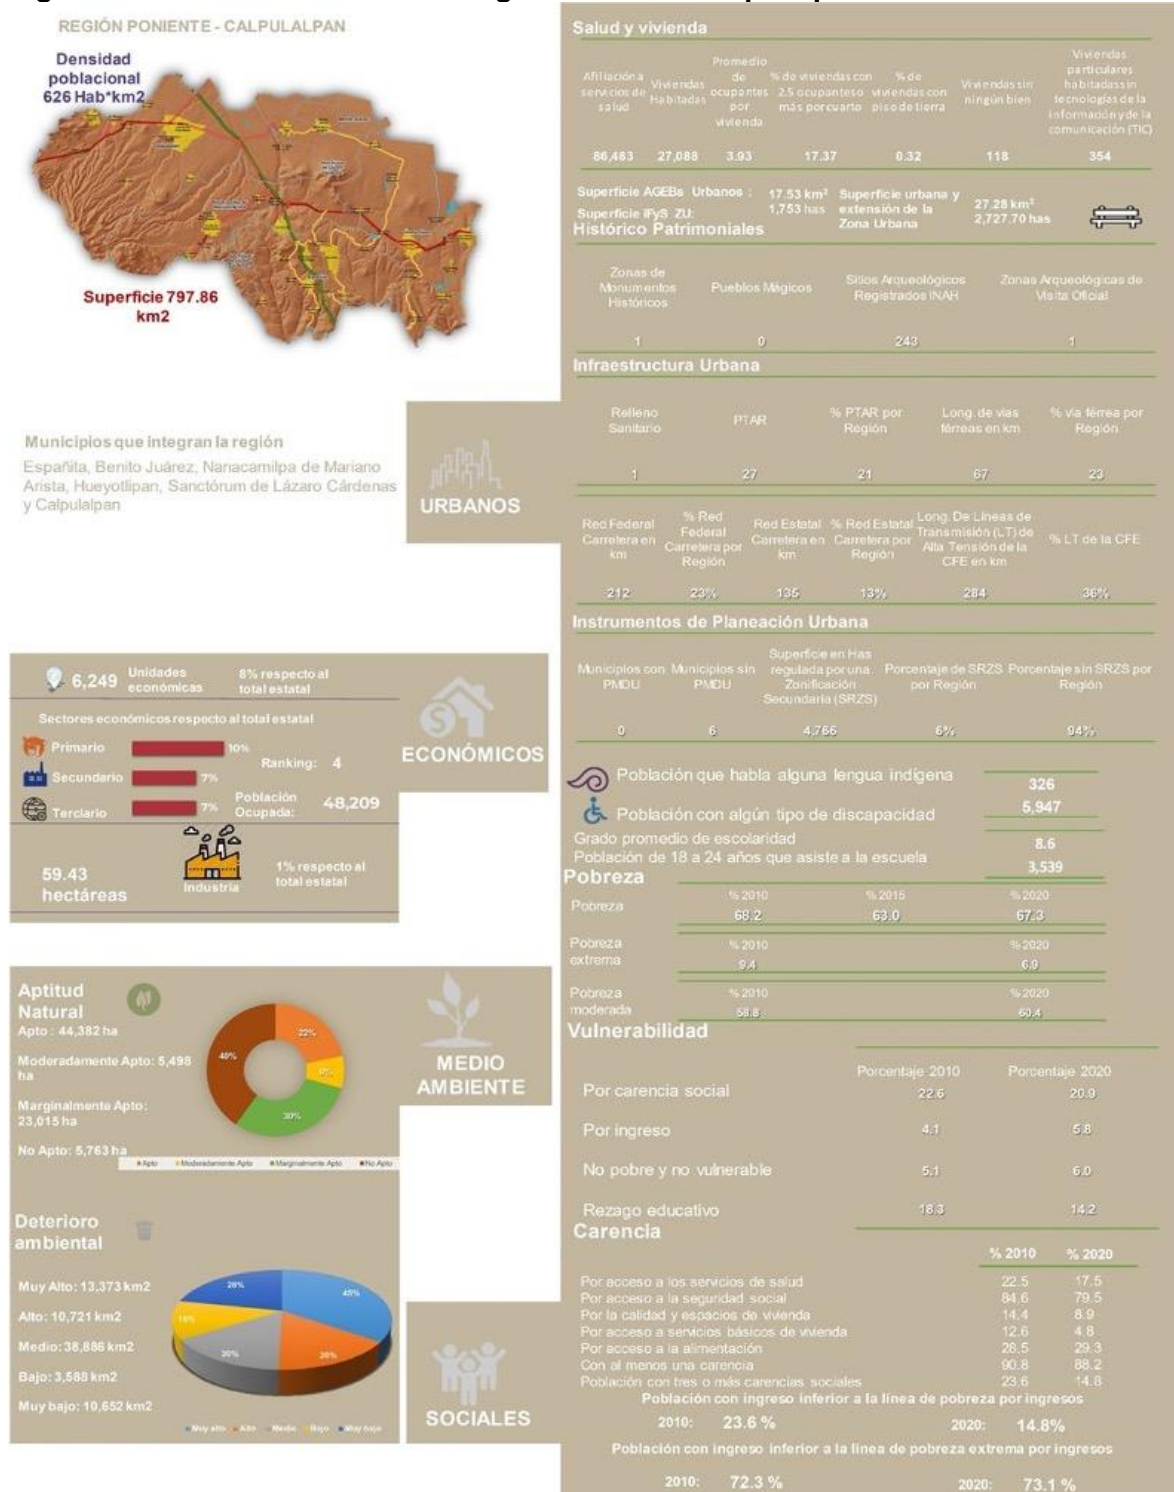 REGIÓN PONIENTE - CALPULALPAN
Densidad
poblacional
626 Hab*km2
Superficie 797.86
km2
Municipios que integran la región
Españita, Benito Juárez, Nanacamilpa de Mariano
Arista, Hueyotlipan, Sanctórum de Lázaro Cárdenas
y Calpulalpan
URBANOS
Salud y vivienda
Afiliación a servicios de salud
Viviendas Habitadas
Promedio de ocupantes por vivienda
% de viviendas con 2.5 ocupantes o más por cuarto
% de viviendas con piso de tierra
Viviendas sin ningún bien
Viviendas particulares habitadas sin tecnologías de la información y de la comunicación (TIC)
86,483 27,088 3.93 17.37 0.32 118 354
Superficie AGEBs Urbanos : 17.53 km²
Superficie IFyS ZU: 1,753 has
Superficie urbana y extensión de la Zona Urbana
27.28 km²
2,727.70 has
Histórico Patrimoniales
Zonas de Monumentos Históricos
Pueblos Mágicos
Sitios Arqueológicos Registrados INAH
Zonas Arqueológicas de Visita Oficial
1 0 243 1
Infraestructura Urbana
Relleno Sanitario
PTAR
% PTAR por Región
Long. de vías férreas en km
% vía férrea por Región
1 27 21 67 23
Red Federal Carretera en km
% Red Federal Carretera por Región
Red Estatal Carretera en km
% Red Estatal Carretera por Región
Long. De Líneas de Transmisión (LT) de Alta Tensión de la CFE en km
% LT de la CFE
212 23% 135 13% 284 36%
Instrumentos de Planeación Urbana
Municipios con PMDU
Municipios sin PMDU
Superficie en Has regulada por una Zonificación Secundaria (SRZS)
Porcentaje de SRZS por Región
Porcentaje sin SRZS por Región
0 6 4,766 6% 94%
6,249 Unidades económicas
8% respecto al total estatal
Sectores económicos respecto al total estatal
Primario 10%
Secundario 7%
Terciario 7%
Ranking: 4
Población Ocupada: 48,209
59.43 hectáreas
Industria
1% respecto al total estatal
ECONÓMICOS
Población que habla alguna lengua indígena 326
Población con algún tipo de discapacidad 5,947
Grado promedio de escolaridad 8.6
Población de 18 a 24 años que asiste a la escuela 3,539
Pobreza
% 2010 % 2015 % 2020
Pobreza 68.2 63.0 67.3
% 2010 % 2020
Pobreza extrema 9.4 6.9
% 2010 % 2020
Pobreza moderada 58.8 60.4
Vulnerabilidad
Porcentaje 2010 Porcentaje 2020
Por carencia social 22.6 20.9
Por ingreso 4.1 5.8
No pobre y no vulnerable 5.1 6.0
Rezago educativo 18.3 14.2
Carencia
% 2010 % 2020
Por acceso a los servicios de salud 22.5 17.5
Por acceso a la seguridad social 84.6 79.5
Por la calidad y espacios de vivienda 14.4 8.9
Por acceso a servicios básicos de vivienda 12.6 4.8
Por acceso a la alimentación 28.5 29.3
Con al menos una carencia 90.8 88.2
Población con tres o más carencias sociales 23.6 14.8
Población con ingreso inferior a la línea de pobreza por ingresos
2010: 23.6 % 2020: 14.8%
Población con ingreso inferior a la línea de pobreza extrema por ingresos
2010: 72.3 % 2020: 73.1 %
Aptitud
Natural
Apto : 44,382 ha
Moderadamente Apto: 5,498
ha
Marginalmente Apto:
23,015 ha
No Apto: 5,763 ha
22%
30%
40%
Apto Moderadamente Apto Marginalmente Apto No Apto
MEDIO
AMBIENTE
Deterioro
ambiental
Muy Alto: 13,373 km2
Alto: 10,721 km2
Medio: 38,886 km2
Bajo: 3,588 km2
Muy bajo: 10,652 km2
45%
20%
Muy alto Alto Medio Bajo Muy bajo
SOCIALES